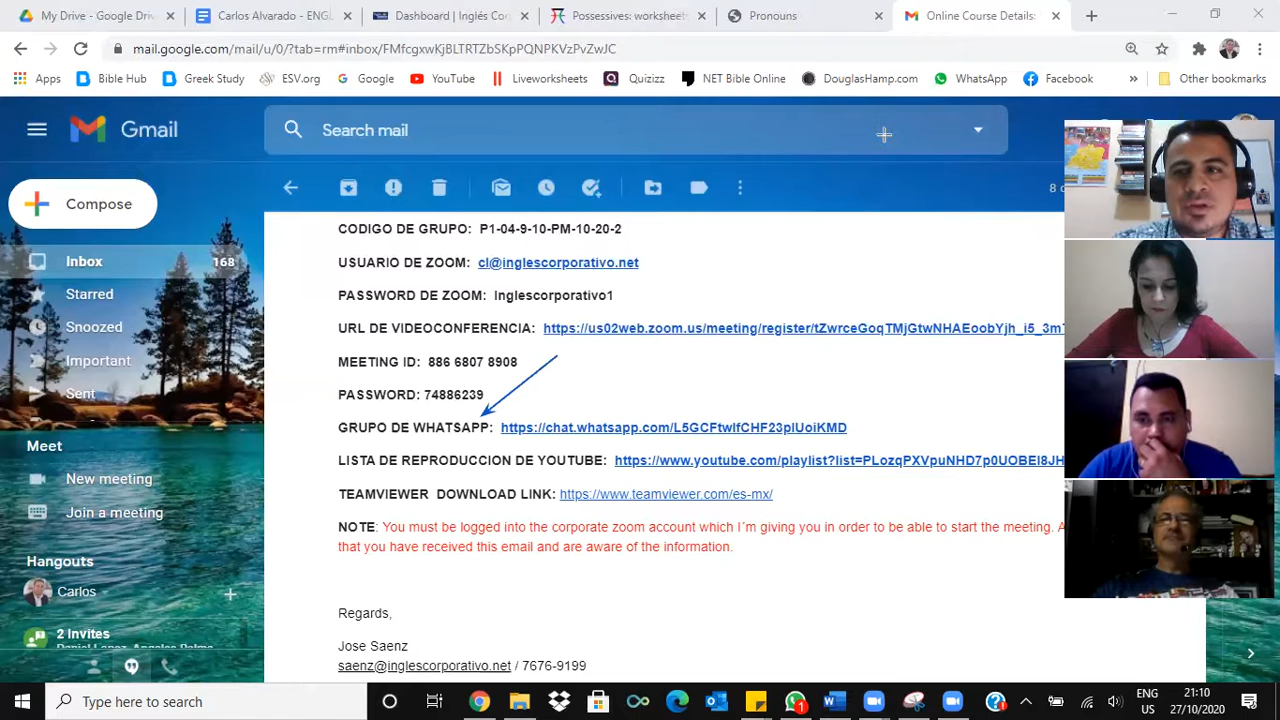 My Drive - Google Driv
Carlos Alvarado - ENGL
Dashboard | Inglés Cor
Possessives: worksheets
Pronouns
Online Course Details:
mail.google.com/mail/u/0/?tab=rm#inbox/FMfcgxwKjBLTRTZbSKpPQNPKVzPvZwJC
Apps
Bible Hub
Greek Study
ESV.org
Google
YouTube
Liveworksheets
Quizizz
NET Bible Online
DouglasHamp.com
WhatsApp
Facebook
»
Other bookmarks
Gmail
Search mail
Compose
8 o
Inbox 168
Starred
Snoozed
Important
Sent
Meet
New meeting
Join a meeting
Hangouts
Carlos
2 Invites
CODIGO DE GRUPO: P1-04-9-10-PM-10-20-2
USUARIO DE ZOOM: cl@inglescorporativo.net
PASSWORD DE ZOOM: Inglescorporativo1
URL DE VIDEOCONFERENCIA: https://us02web.zoom.us/meeting/register/tZwrceGoqTMjGtwNHAEoobYjh_i5_3m
MEETING ID: 886 6807 8908
PASSWORD: 74886239
GRUPO DE WHATSAPP: https://chat.whatsapp.com/L5GCFtwlfCHF23plUoiKMD
LISTA DE REPRODUCCION DE YOUTUBE: https://www.youtube.com/playlist?list=PLozqPXVpuNHD7p0UOBEl8JH
TEAMVIEWER DOWNLOAD LINK: https://www.teamviewer.com/es-mx/
NOTE: You must be logged into the corporate zoom account which I´m giving you in order to be able to start the meeting. A
that you have received this email and are aware of the information.
Regards,
Jose Saenz
saenz@inglescorporativo.net / 7676-9199
Type here to search
ENG
US
21:10
27/10/2020